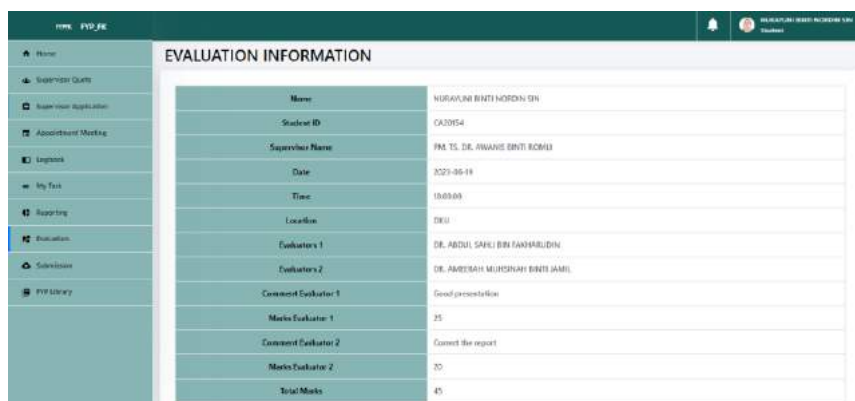 FYP_FK
NURAYUNI BINTI NORDIN SIN
Student
Home
Supervisor Quota
Supervisor Application
Appointment Meeting
Logbook
My Task
Reporting
Evaluation
Submission
FYP Library
EVALUATION INFORMATION
Name NURAYUNI BINTI NORDIN SIN
Student ID CA20154
Supervisor Name PM. TS. DR. AWANIS BINTI ROMLI
Date 2023-06-19
Time 10:00:00
Location DKU
Evaluators 1 DR. ABDUL SAHLI BIN FAKHARUDIN
Evaluators 2 DR. AMEERAH MUHSINAH BINTI JAMIL
Comment Evaluator 1 Good presentation
Marks Evaluator 1 25
Comment Evaluator 2 Correct the report
Marks Evaluator 2 20
Total Marks 45